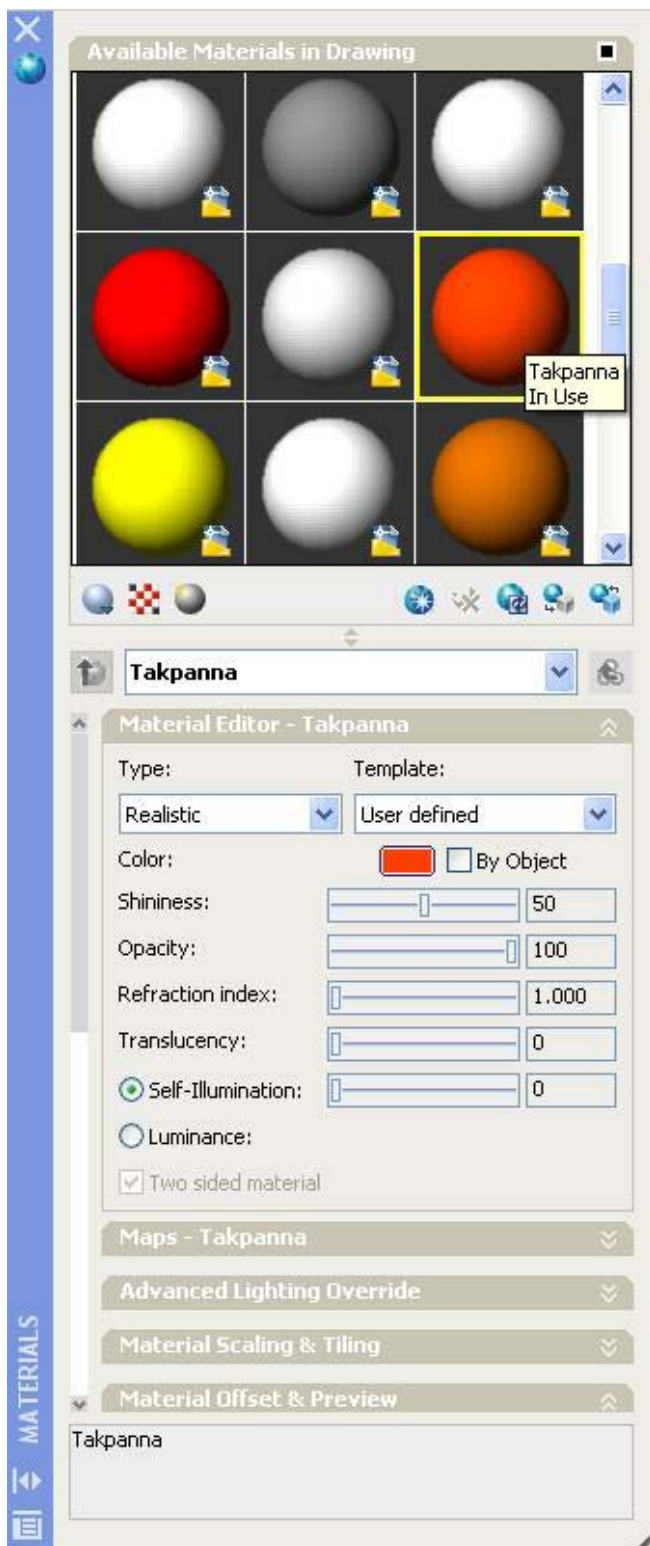 Available Materials in Drawing
Takpanna
In Use
Takpanna
Material Editor - Takpanna
Type: Template:
Realistic User defined
Color: By Object
Shininess: 50
Opacity: 100
Refraction index: 1.000
Translucency: 0
Self-Illumination: 0
Luminance:
Two sided material
Maps - Takpanna
Advanced Lighting Override
Material Scaling & Tiling
Material Offset & Preview
Takpanna
MATERIALS